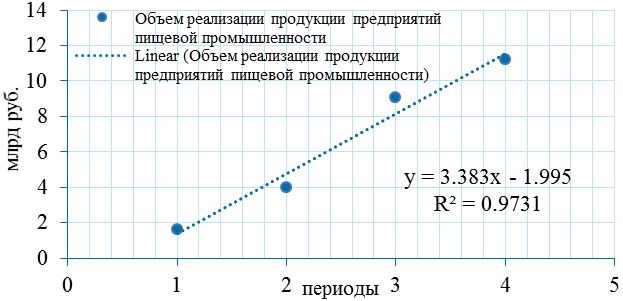 14
12
10
8
6
4
2
0
млрд руб.
Объем реализации продукции предприятий
пищевой промышленности
Linear (Объем реализации продукции
предприятий пищевой промышленности)
y = 3.383x - 1.995
R² = 0.9731
0
1
2
3
4
5
периоды